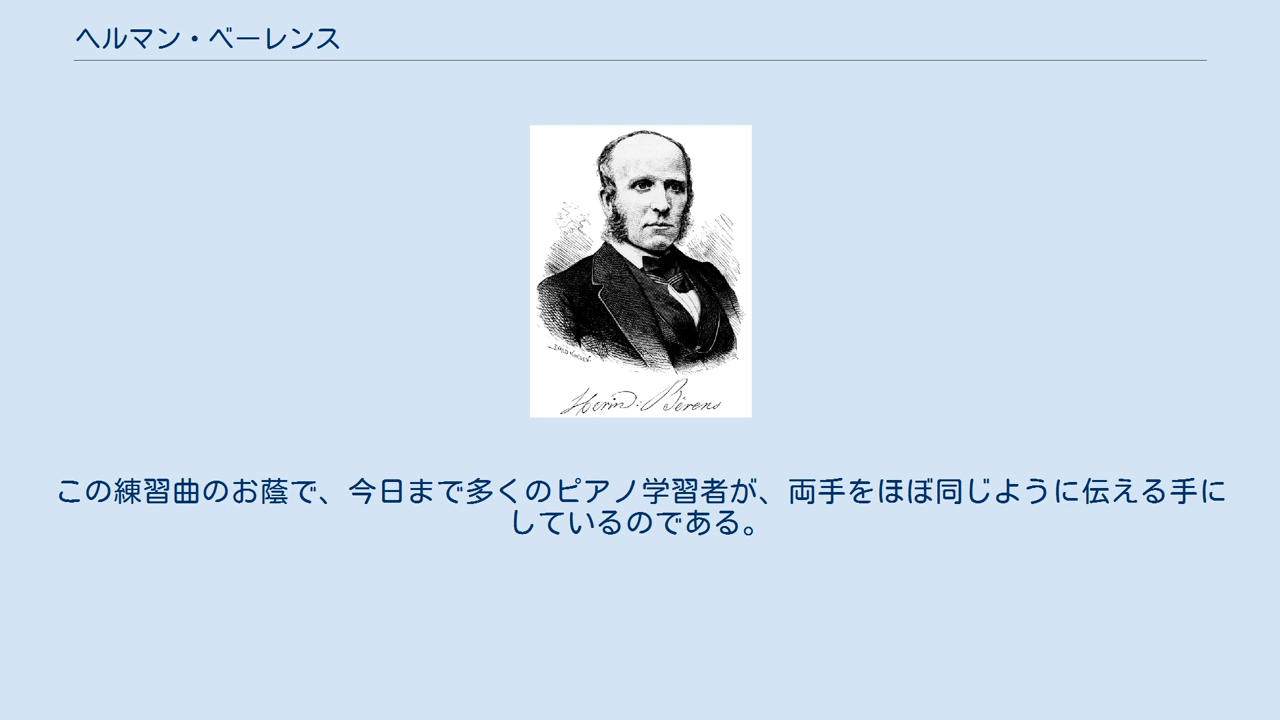 ヘルマン・ベーレンス
Herm: Bêrens
この練習曲のお蔭で、今日まで多くのピアノ学習者が、両手をほぼ同じように伝える手に
しているのである。